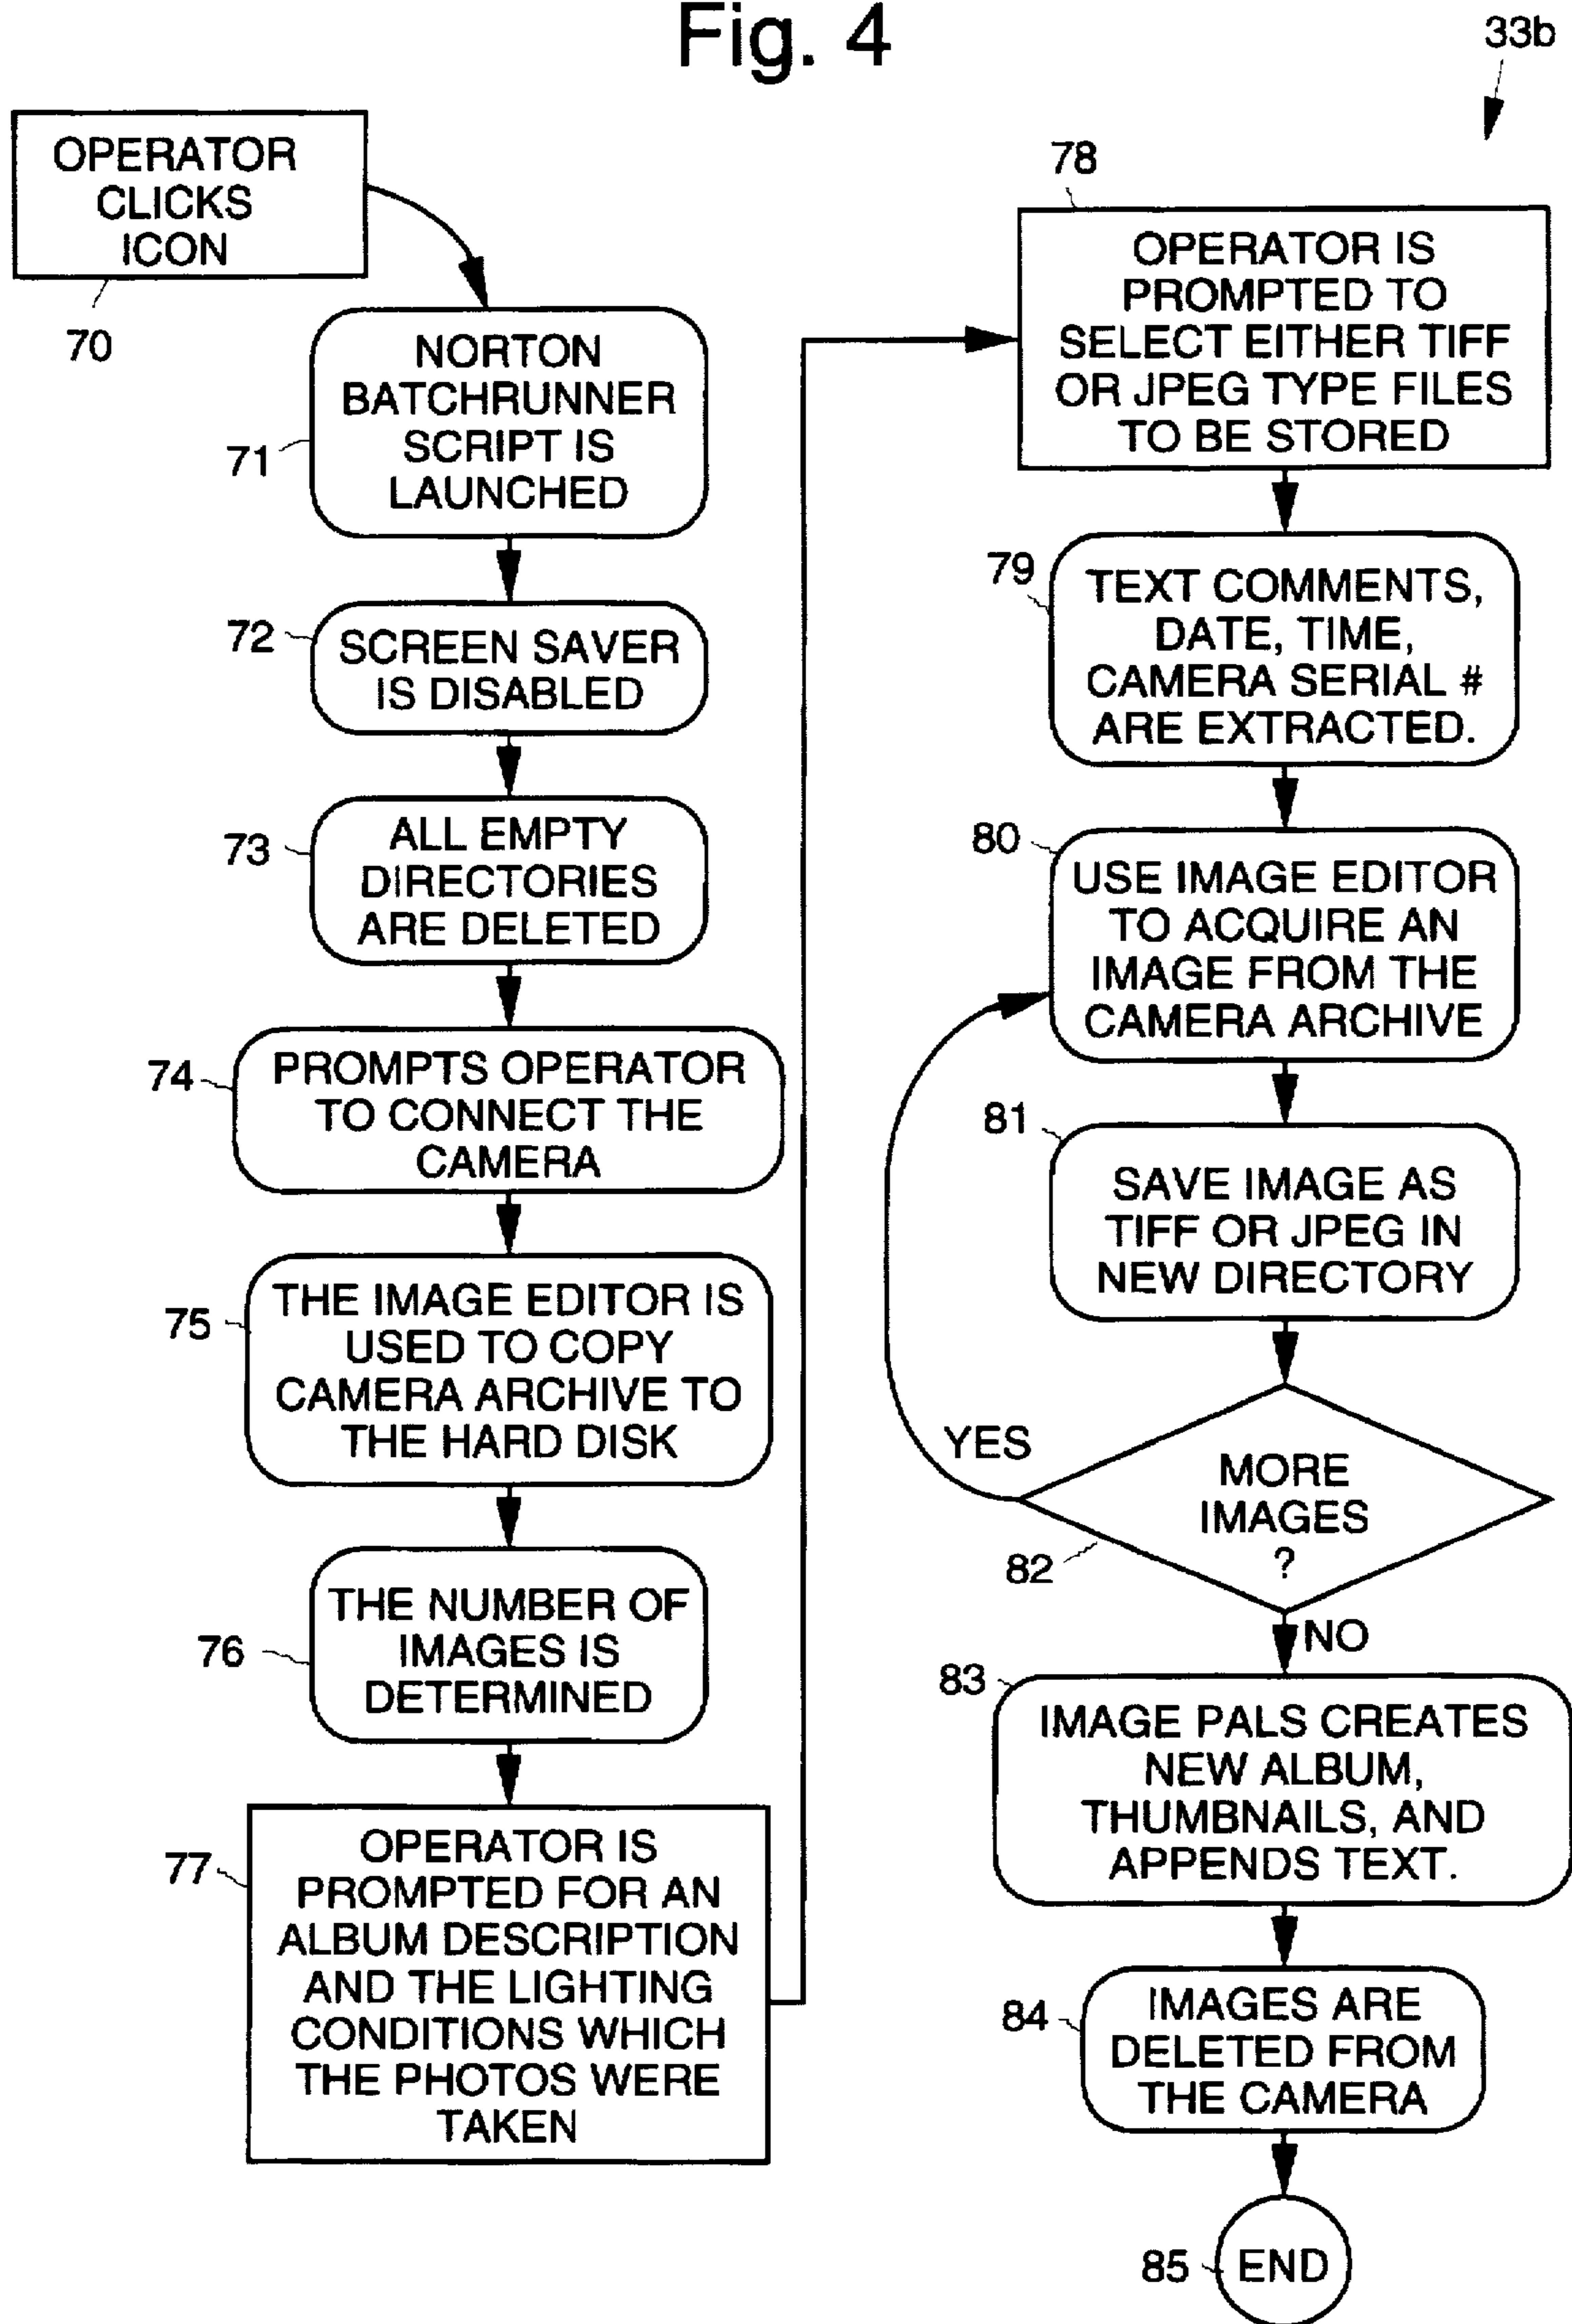 Fig. 4
33b
OPERATOR
CLICKS
ICON
70
NORTON
BATCHRUNNER
SCRIPT IS
LAUNCHED
71
72
SCREEN SAVER
IS DISABLED
73
ALL EMPTY
DIRECTORIES
ARE DELETED
74
PROMPTS OPERATOR
TO CONNECT THE
CAMERA
75
THE IMAGE EDITOR IS
USED TO COPY
CAMERA ARCHIVE TO
THE HARD DISK
76
THE NUMBER OF
IMAGES IS
DETERMINED
77
OPERATOR IS
PROMPTED FOR AN
ALBUM DESCRIPTION
AND THE LIGHTING
CONDITIONS WHICH
THE PHOTOS WERE
TAKEN
78
OPERATOR IS
PROMPTED TO
SELECT EITHER TIFF
OR JPEG TYPE FILES
TO BE STORED
79
TEXT COMMENTS,
DATE, TIME,
CAMERA SERIAL #
ARE EXTRACTED.
80
USE IMAGE EDITOR
TO ACQUIRE AN
IMAGE FROM THE
CAMERA ARCHIVE
81
SAVE IMAGE AS
TIFF OR JPEG IN
NEW DIRECTORY
YES
MORE
IMAGES
?
82
NO
83
IMAGE PALS CREATES
NEW ALBUM,
THUMBNAILS, AND
APPENDS TEXT.
84
IMAGES ARE
DELETED FROM
THE CAMERA
85
END